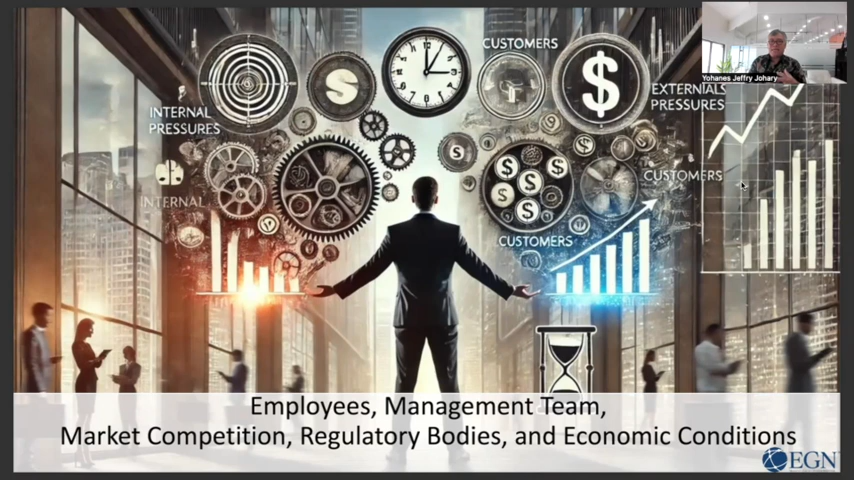 Yohanes Jeffry Johary
CUSTOMERS
INTERNAL
PRESSURES
EXTERNIALS
PRESSURES
INTERNAL
CUSTOMERS
CUSTOMERS
Employees, Management Team,
Market Competition, Regulatory Bodies, and Economic Conditions
EGN